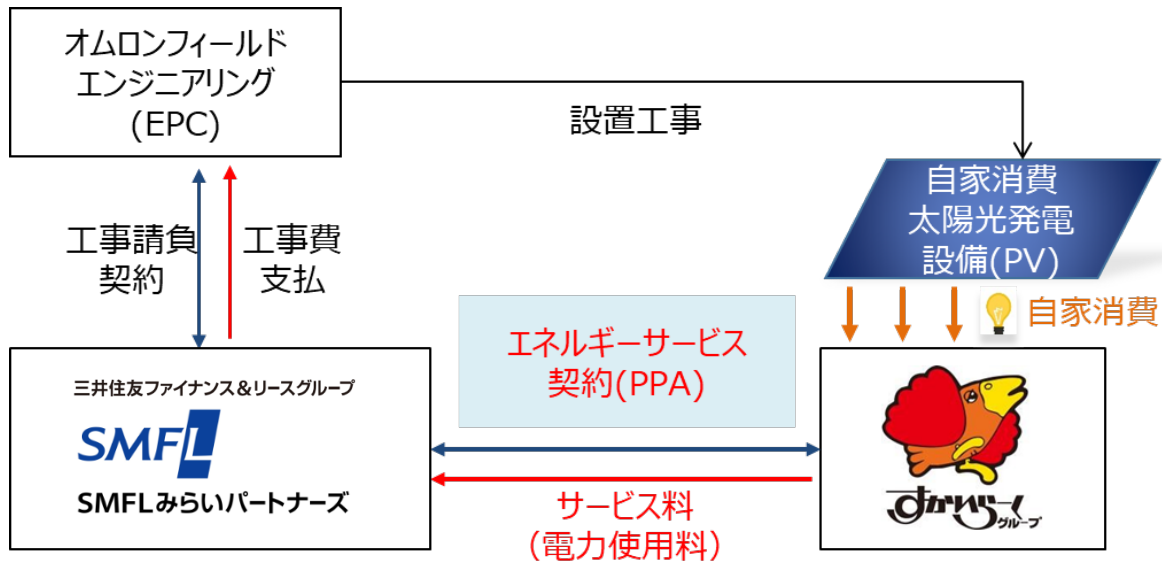 オムロンフィールド
エンジニアリング
(EPC)
設置工事
自家消費
太陽光発電
設備(PV)
工事請負
契約
工事費
支払
自家消費
エネルギーサービス
契約(PPA)
三井住友ファイナンス&リースグループ
SMFL
SMFLみらいパートナーズ
すかいらーく
グループ
サービス料
(電力使用料)